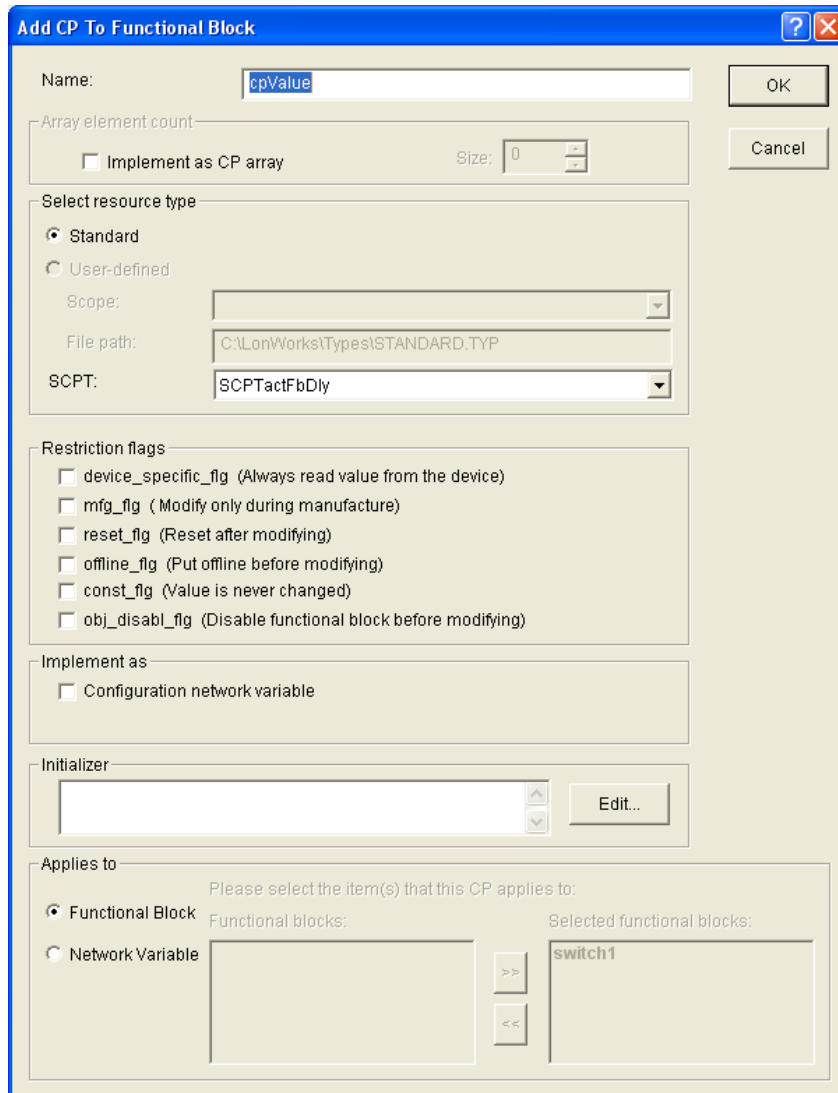 Add CP To Functional Block
Name: cpValue OK
Array element count
Implement as CP array Size: 0 Cancel
Select resource type
Standard
User-defined
Scope:
File path: C:\LonWorks\Types\STANDARD.TYP
SCPT: SCPTactFbDly
Restriction flags
device_specific_flg (Always read value from the device)
mfg_flg ( Modify only during manufacture)
reset_flg (Reset after modifying)
offline_flg (Put offline before modifying)
const_flg (Value is never changed)
obj_disabl_flg (Disable functional block before modifying)
Implement as
Configuration network variable
Initializer
Edit...
Applies to
Please select the item(s) that this CP applies to:
Functional Block Functional blocks: Selected functional blocks:
Network Variable >> switch1
<<